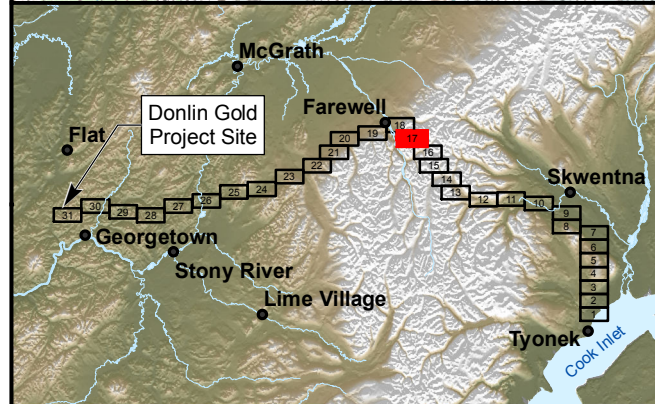 McGrath
Donlin Gold
Project Site
Farewell
Flat
18
17
19
20
21
16
15
22
14
23
13
Skwentna
24
25
12
11
10
26
27
30
29
28
31
9
8
Georgetown
7
6
Stony River
5
4
3
Lime Village
2
1
Tyonek
Cook Inlet